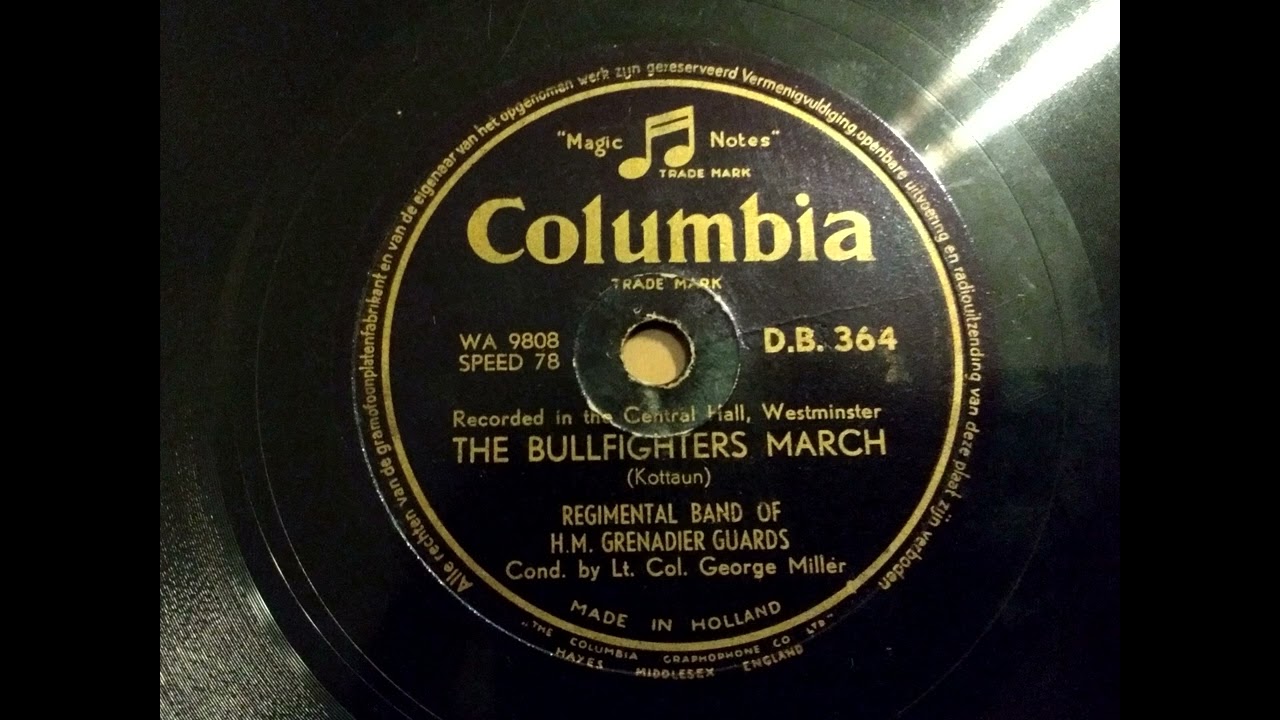 Alle rechten van de gramofoonplatenfabrikant en van de eigenaar van het opgenomen werk zijn gereserveerd Vermenigvuldiging, openbare uitvoering en radiouitzending van deze plaat zijn verboden
"Magic Notes"
TRADE MARK
Columbia
TRADE MARK
WA 9808
D.B. 364
SPEED 78
Recorded in the Central Hall, Westminster
THE BULLFIGHTERS MARCH
(Kottaun)
REGIMENTAL BAND OF
H.M. GRENADIER GUARDS
Cond. by Lt. Col. George Miller
MADE IN HOLLAND
"THE COLUMBIA GRAPHOPHONE CO LTD"
HAYES MIDDLESEX ENGLAND